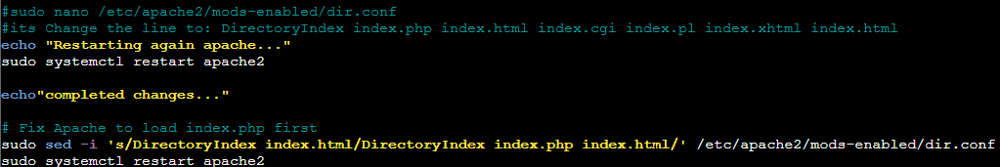 #sudo nano /etc/apache2/mods-enabled/dir.conf
#its Change the line to: DirectoryIndex index.php index.html index.cgi index.pl index.xhtml index.html
echo "Restarting again apache..."
sudo systemctl restart apache2
echo"completed changes..."
# Fix Apache to load index.php first
sudo sed -i 's/DirectoryIndex index.html/DirectoryIndex index.php index.html/' /etc/apache2/mods-enabled/dir.conf
sudo systemctl restart apache2